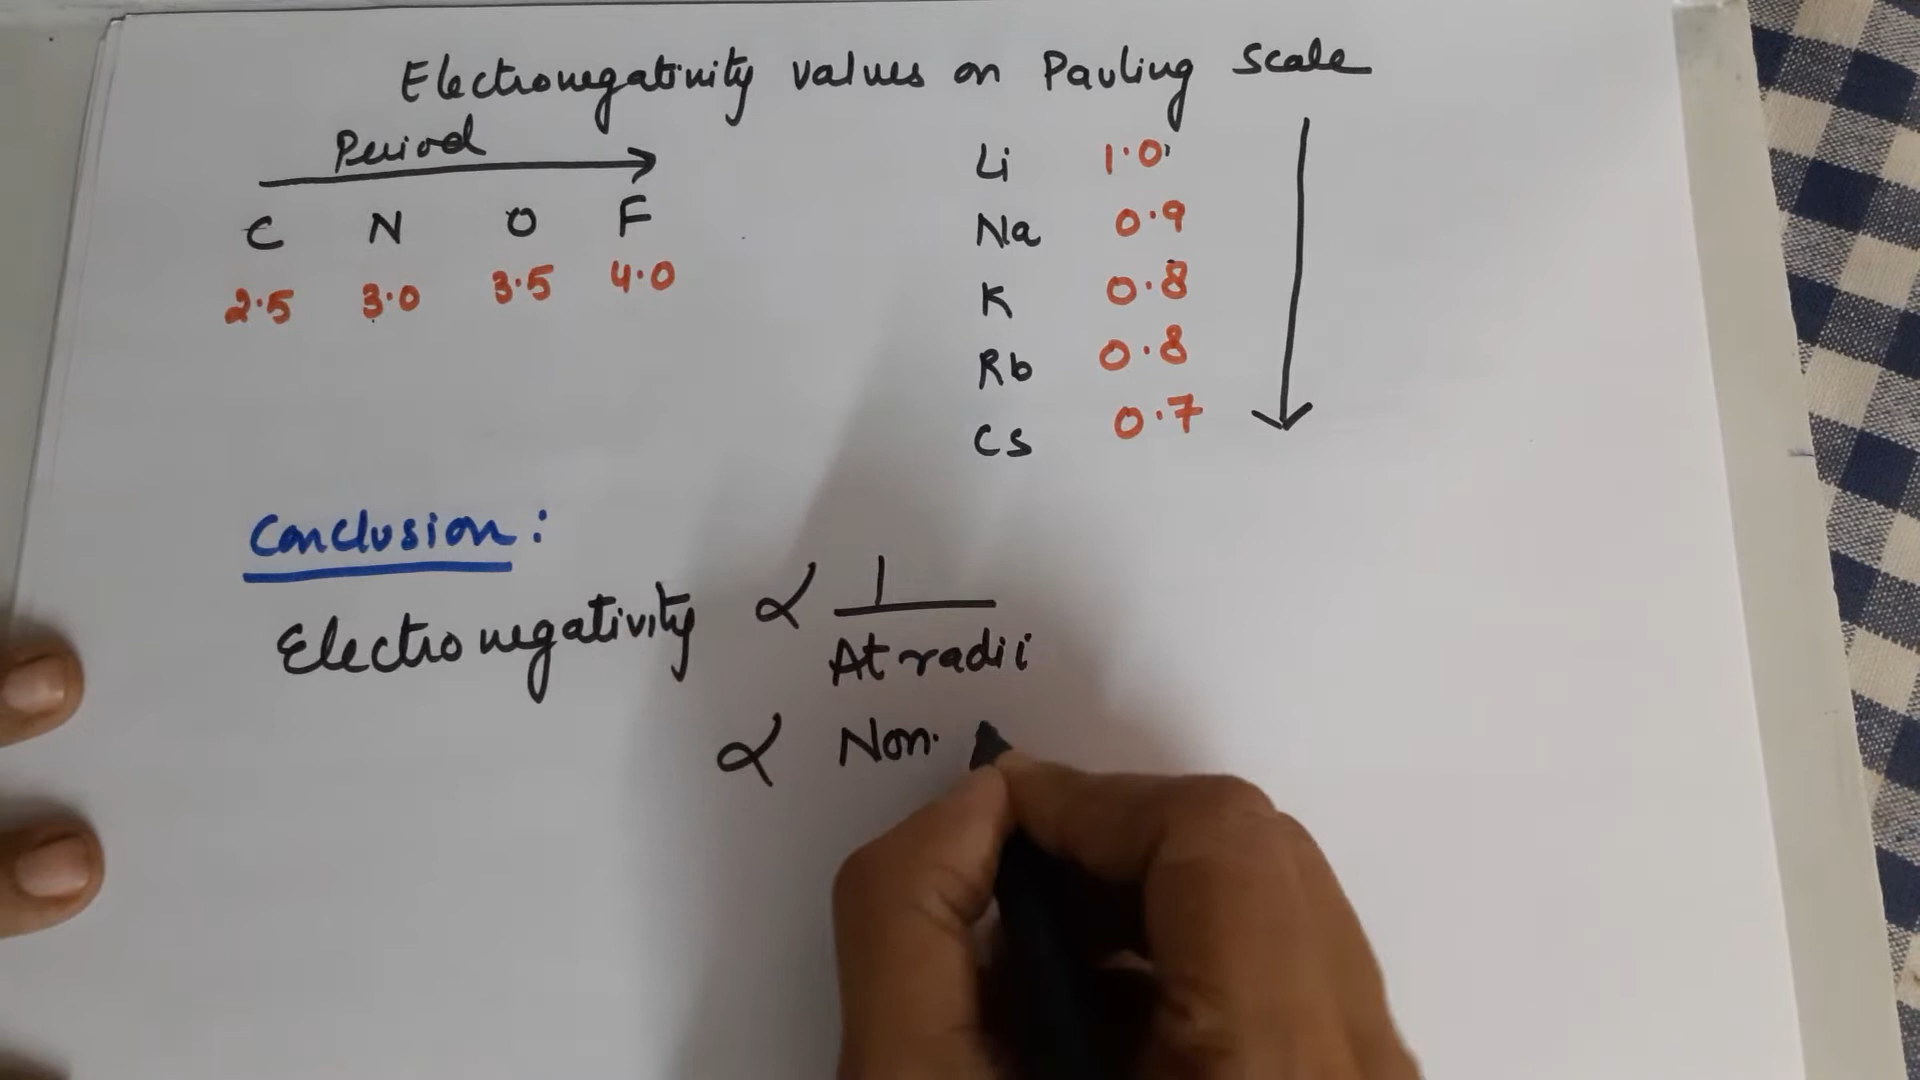 Electronegativity values on Pauling Scale
Period
C N O F
2.5 3.0 3.5 4.0
Li 1.0
Na 0.9
K 0.8
Rb 0.8
Cs 0.7
Conclusion:
Electronegativity ∝ 1
At radii
∝ Non.